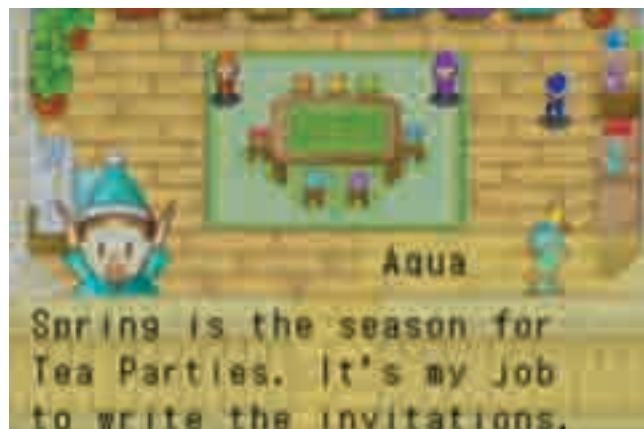 Aqua
Spring is the season for
Tea Parties. It's my job
to write the invitations.